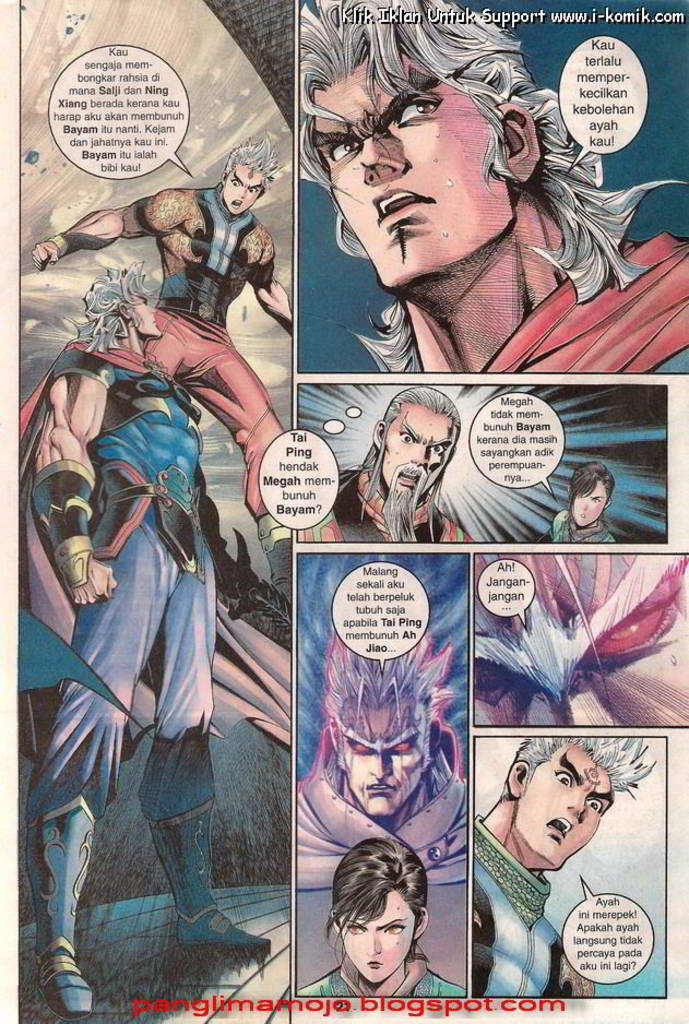 Klik Iklan Untuk Support www.i-komik.com
Kau
sengaja mem-
bongkar rahsia di
mana Salji dan Ning
Xiang berada kerana kau
harap aku akan membunuh
Bayam itu nanti. Kejam
dan jahatnya kau ini.
Bayam itu ialah
bibi kau!
Kau
terlalu
memper-
kecilkan
kebolehan
ayah
kau!
Tai
Ping
hendak
Megah mem-
bunuh
Bayam?
Megah
tidak mem-
bunuh Bayam
kerana dia masih
sayangkan adik
perempuan-
nya...
Malang
sekali aku
telah berpeluk
tubuh saja
apabila Tai Ping
membunuh Ah
Jiao...
Ah!
Jangan-
jangan
...
Ayah
ini merepek!
Apakah ayah
langsung tidak
percaya pada
aku ini lagi?
panglimamoja.blogspot.com